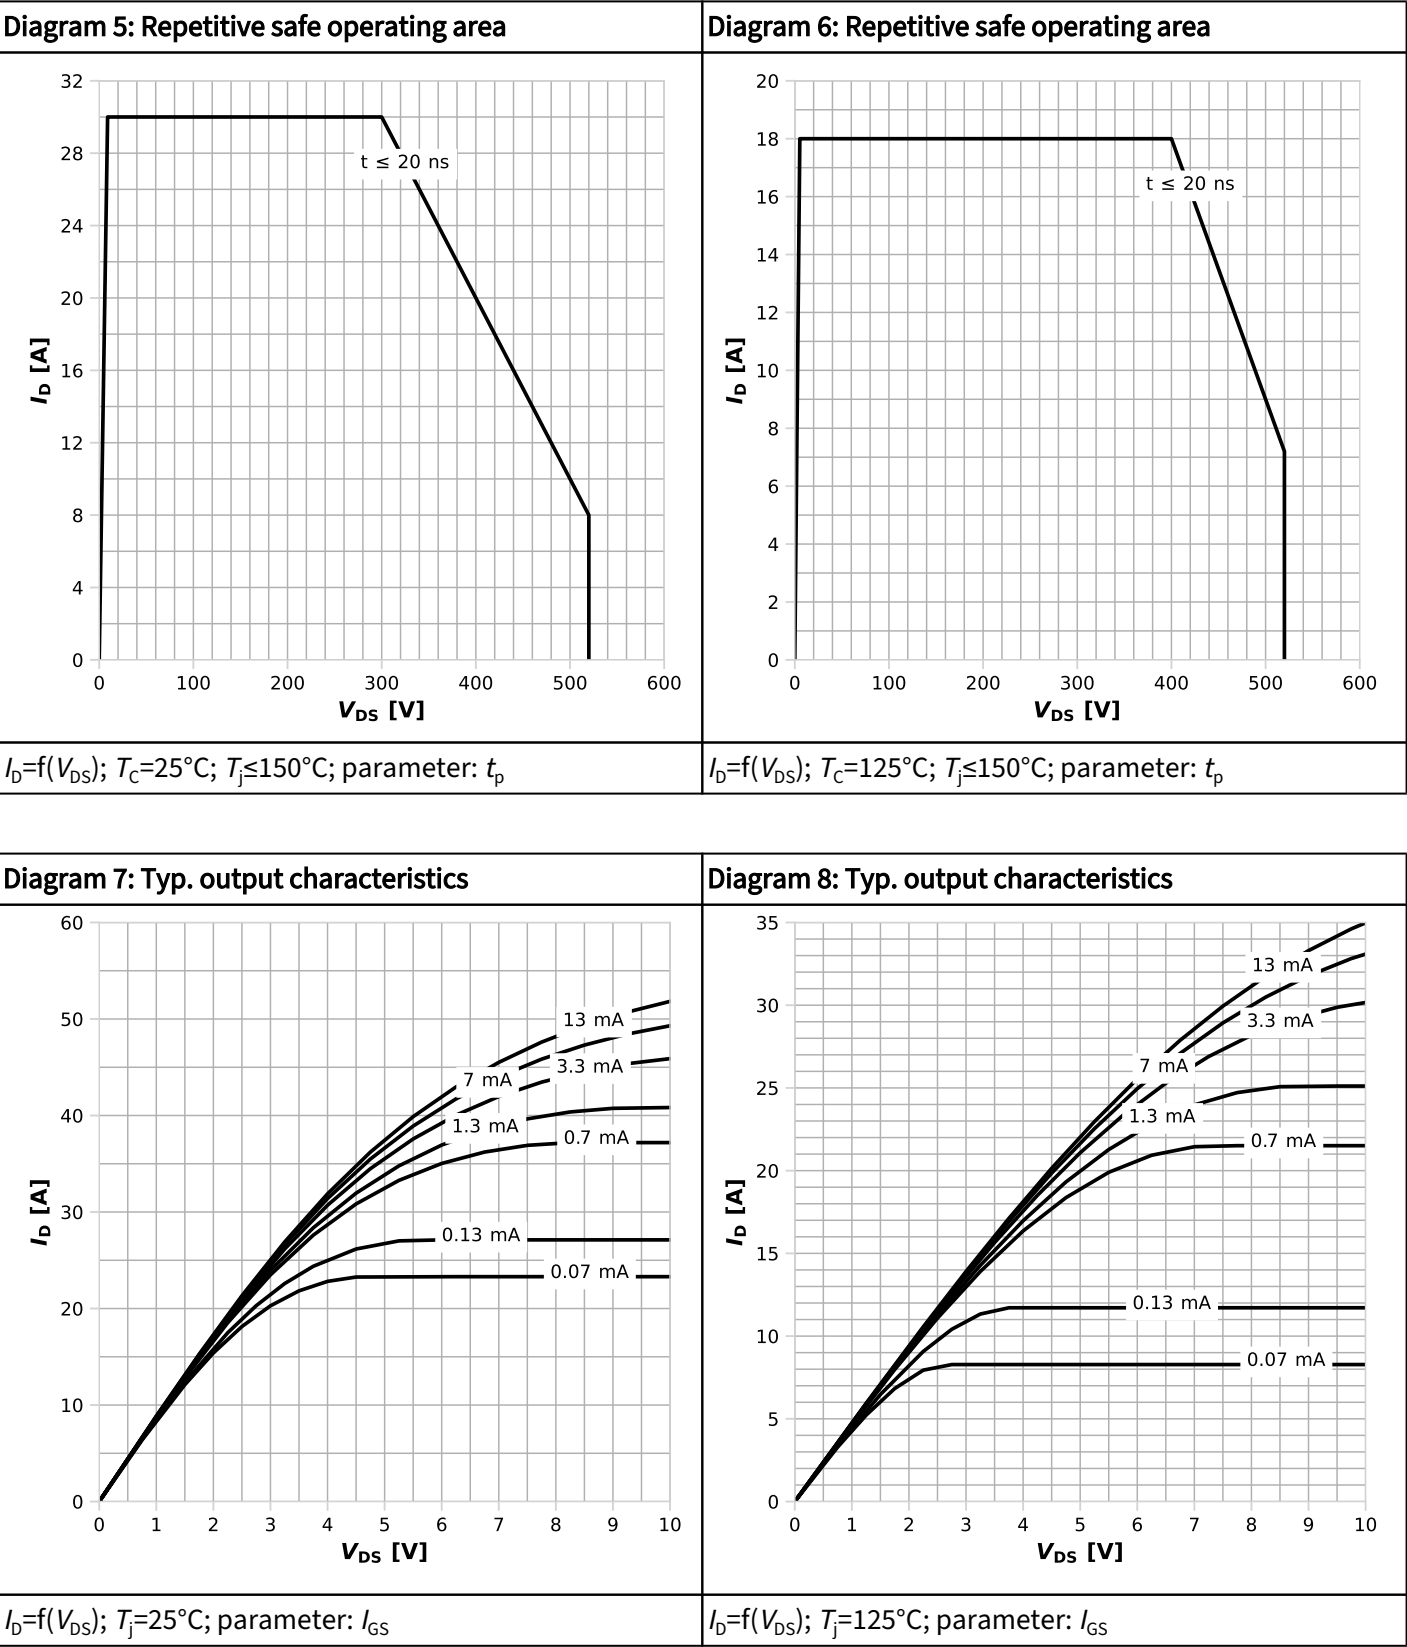 Diagram 5: Repetitive safe operating area
32
28
24
20
16
12
8
4
0
I_D [A]
t ≤ 20 ns
0 100 200 300 400 500 600
V_DS [V]
I_D=f(V_DS); T_C=25°C; T_j≤150°C; parameter: t_p
Diagram 6: Repetitive safe operating area
20
18
16
14
12
10
8
6
4
2
0
I_D [A]
t ≤ 20 ns
0 100 200 300 400 500 600
V_DS [V]
I_D=f(V_DS); T_C=125°C; T_j≤150°C; parameter: t_p
Diagram 7: Typ. output characteristics
60
50
40
30
20
10
0
I_D [A]
13 mA
3.3 mA
7 mA
1.3 mA
0.7 mA
0.13 mA
0.07 mA
0 1 2 3 4 5 6 7 8 9 10
V_DS [V]
I_D=f(V_DS); T_j=25°C; parameter: I_GS
Diagram 8: Typ. output characteristics
35
30
25
20
15
10
5
0
I_D [A]
13 mA
3.3 mA
7 mA
1.3 mA
0.7 mA
0.13 mA
0.07 mA
0 1 2 3 4 5 6 7 8 9 10
V_DS [V]
I_D=f(V_DS); T_j=125°C; parameter: I_GS